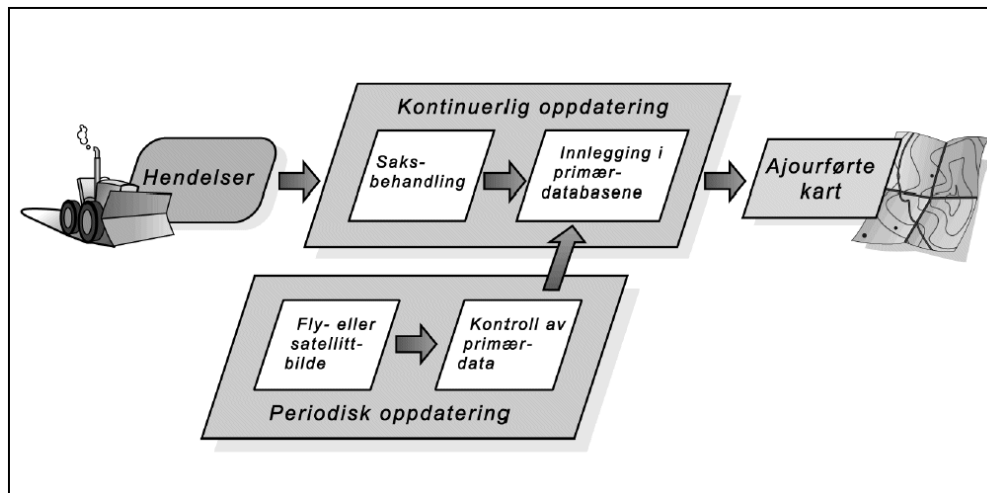 Kontinuerlig oppdatering
Hendelser
Saks-
behandling
Innlegging i
primær-
databasene
Ajourførte
kart
Fly- eller
satellitt-
bilde
Kontroll av
primær-
data
Periodisk oppdatering